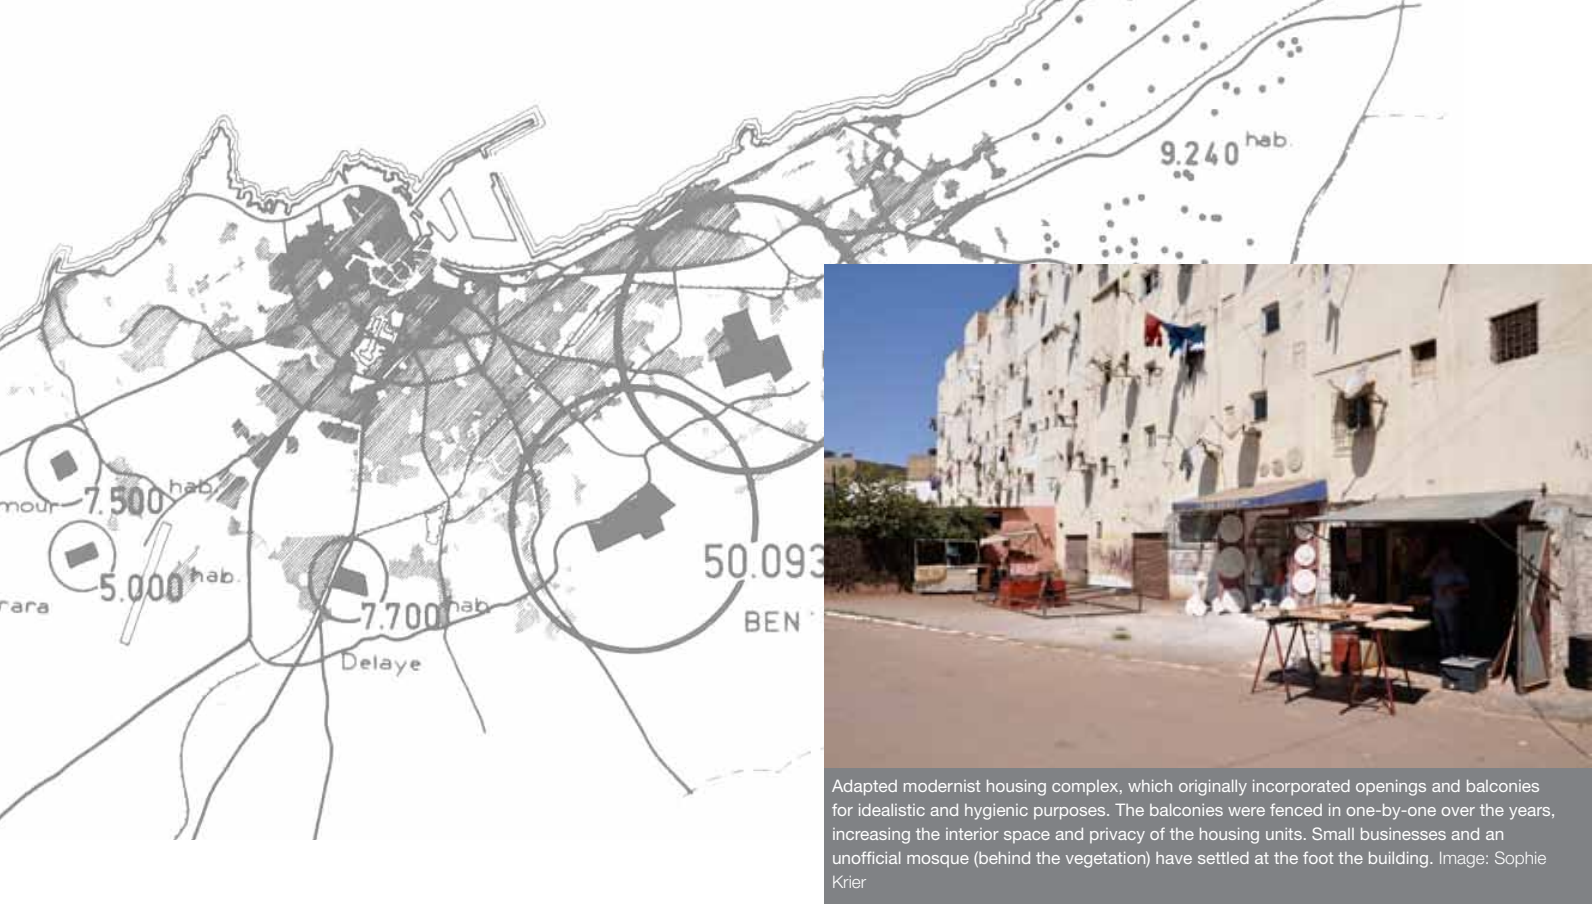 9.240 hab.
7.500 hab.
5.000 hab.
rara
7.700 hab
50.093
BEN
Delaye
Adapted modernist housing complex, which originally incorporated openings and balconies
for idealistic and hygienic purposes. The balconies were fenced in one-by-one over the years,
increasing the interior space and privacy of the housing units. Small businesses and an
unofficial mosque (behind the vegetation) have settled at the foot the building. Image: Sophie
Krier